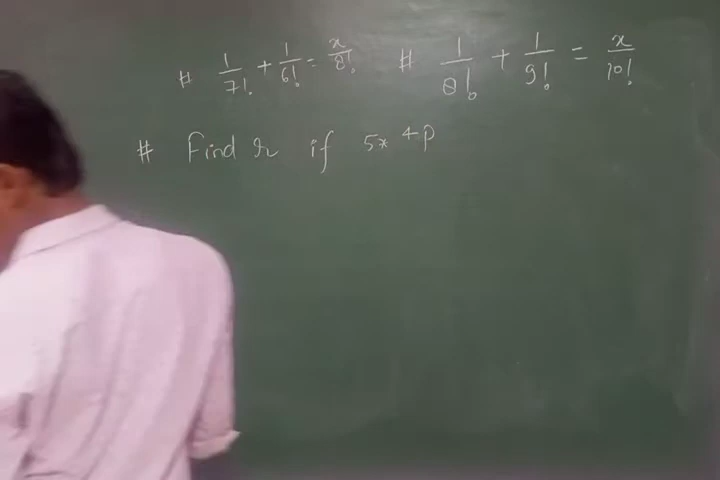 # 1/7! + 1/6! = x/8! # 1/8! + 1/9! = x/10!
# Find r if 5x ⁴P